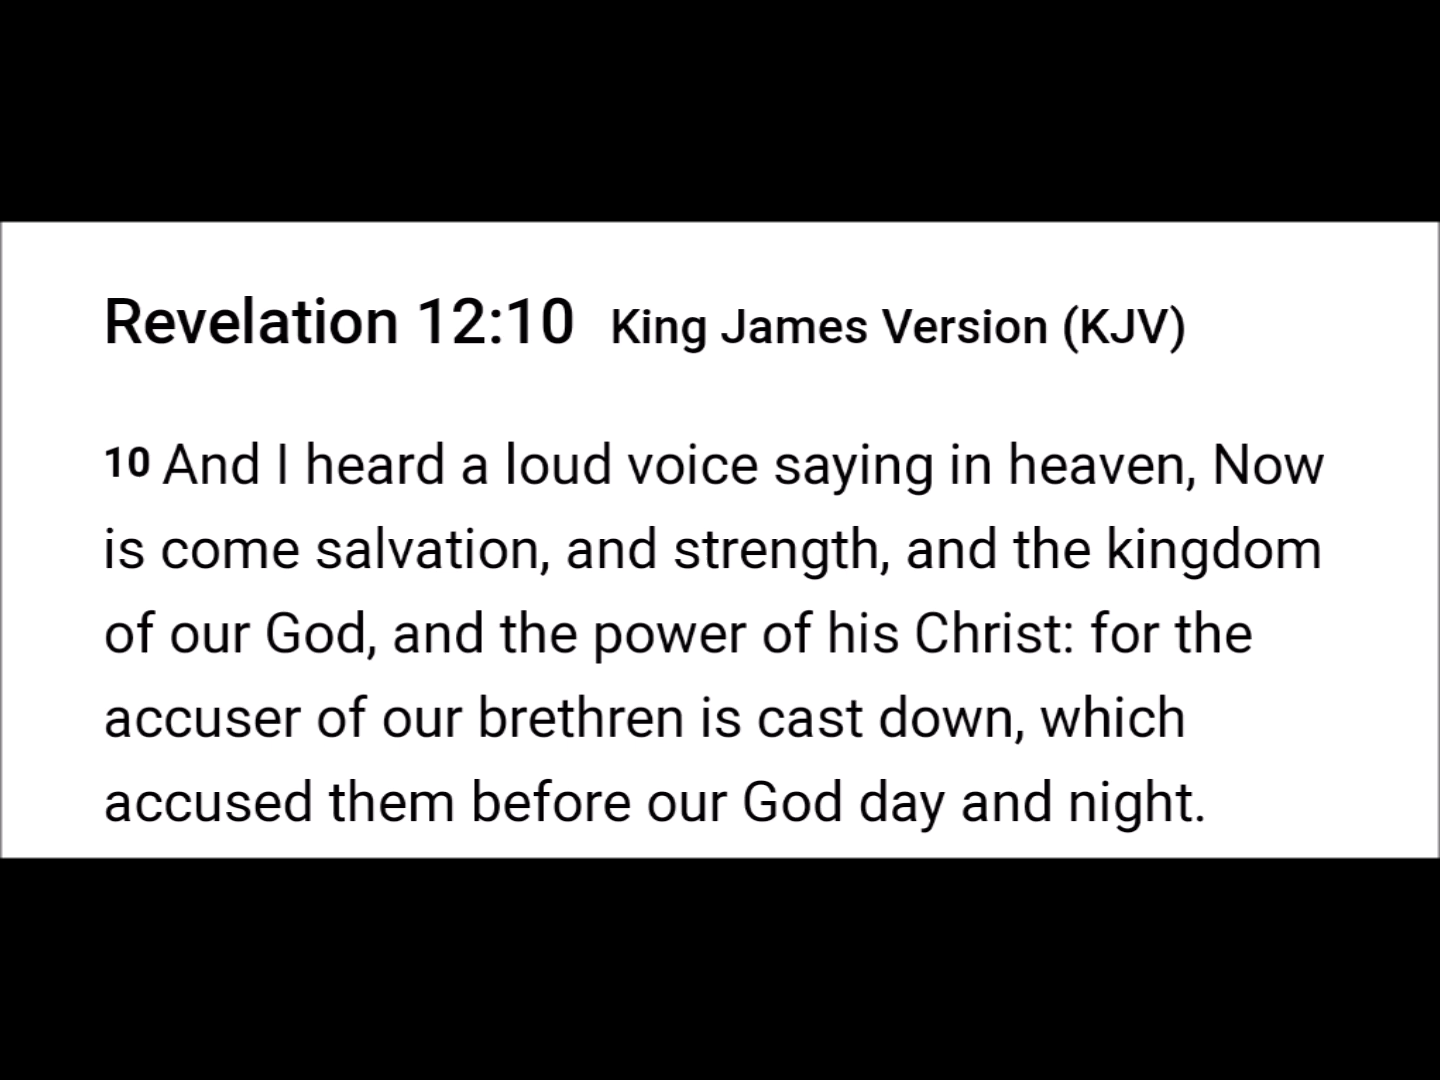 Revelation 12:10 King James Version (KJV)
10 And I heard a loud voice saying in heaven, Now
is come salvation, and strength, and the kingdom
of our God, and the power of his Christ: for the
accuser of our brethren is cast down, which
accused them before our God day and night.